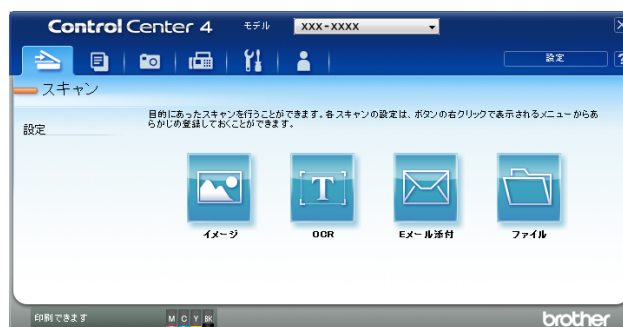 Control Center 4 モデル XXX-XXXX
設定 ?
スキャン
設定
目的にあったスキャンを行うことができます。各スキャンの設定は、ボタンの右クリックで表示されるメニューからあ
らかじめ登録しておくことができます。
[T]
イメージ OCR Eメール添付 ファイル
印刷できます M C Y BK brother